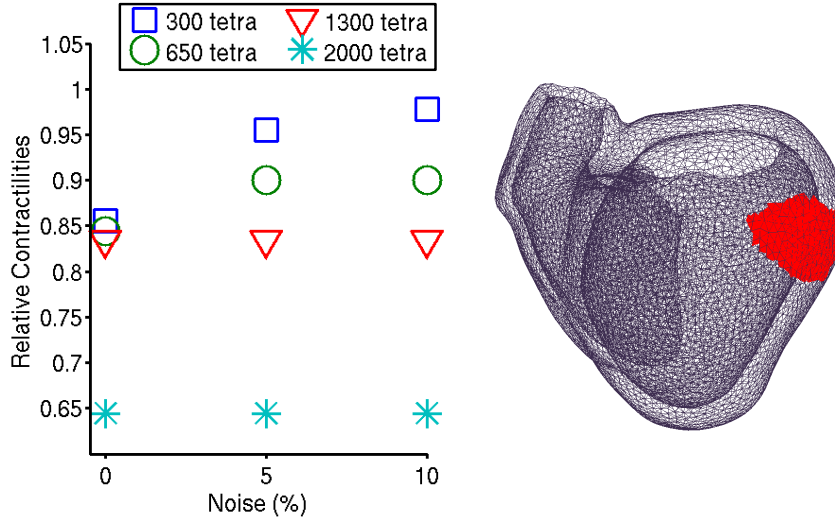 300 tetra 1300 tetra
650 tetra 2000 tetra
1.05
1
0.95
0.9
0.85
0.8
0.75
0.7
0.65
Relative Contractilities
0 5 10
Noise (%)